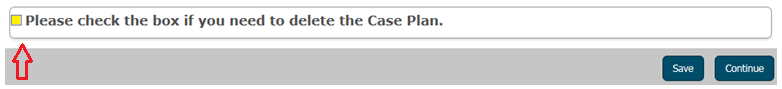 Please check the box if you need to delete the Case Plan.
Save Continue